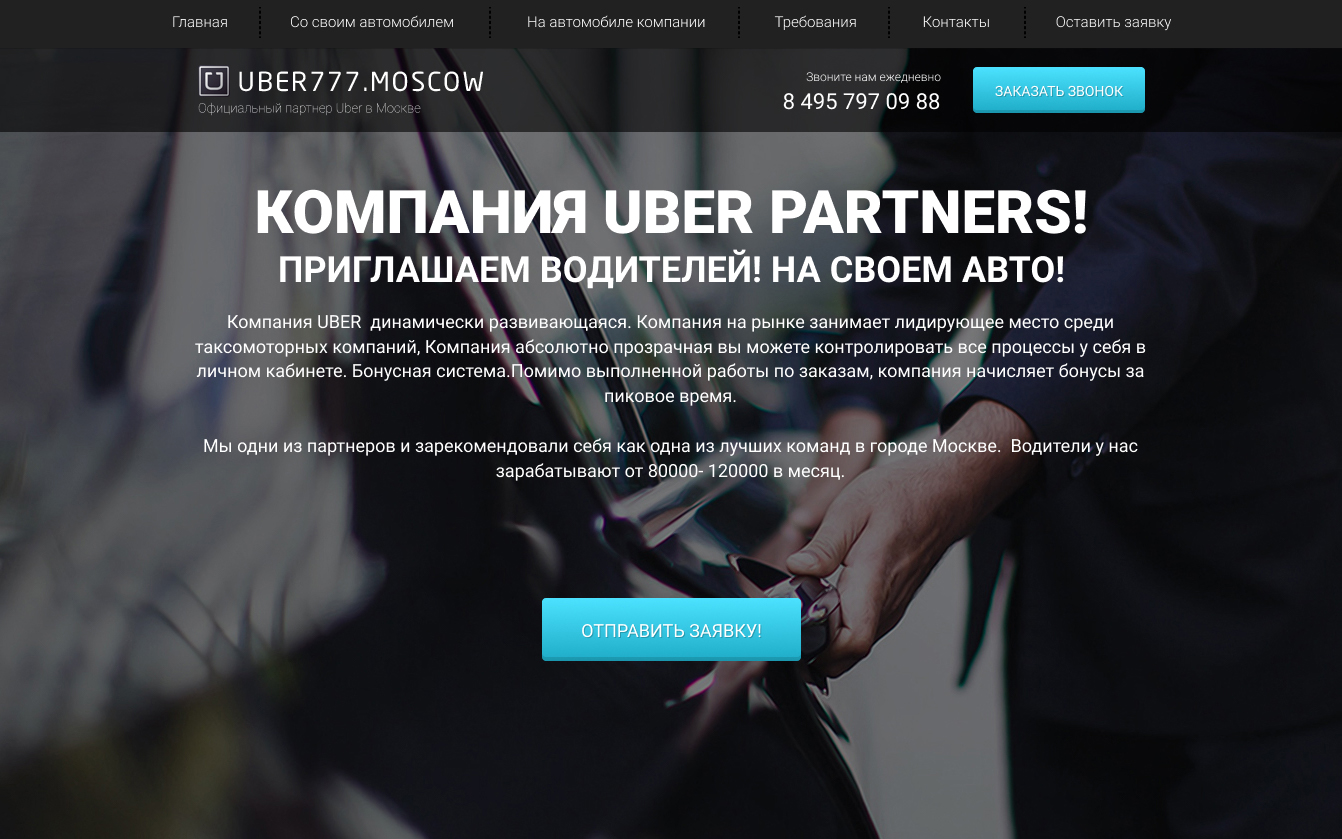 Главная
Со своим автомобилем
На автомобиле компании
Требования
Контакты
Оставить заявку
UBER777.MOSCOW
Официальный партнер Uber в Москве
Звоните нам ежедневно
8 495 797 09 88
ЗАКАЗАТЬ ЗВОНОК
КОМПАНИЯ UBER PARTNERS!
ПРИГЛАШАЕМ ВОДИТЕЛЕЙ! НА СВОЕМ АВТО!
Компания UBER  динамически развивающаяся. Компания на рынке занимает лидирующее место среди
таксомоторных компаний, Компания абсолютно прозрачная вы можете контролировать все процессы у себя в
личном кабинете. Бонусная система.Помимо выполненной работы по заказам, компания начисляет бонусы за
пиковое время.
Мы одни из партнеров и зарекомендовали себя как одна из лучших команд в городе Москве.  Водители у нас
зарабатывают от 80000- 120000 в месяц.
ОТПРАВИТЬ ЗАЯВКУ!